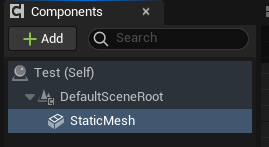 Components
Add
Search
Test (Self)
DefaultSceneRoot
StaticMesh